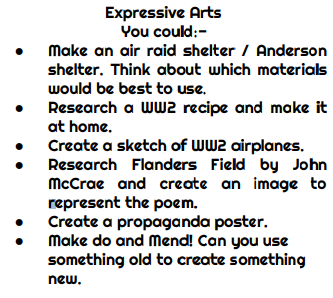 Expressive Arts
You could:-
● Make an air raid shelter / Anderson
shelter. Think about which materials
would be best to use.
● Research a WW2 recipe and make it
at home.
● Create a sketch of WW2 airplanes.
● Research Flanders Field by John
McCrae and create an image to
represent the poem.
● Create a propaganda poster.
● Make do and Mend! Can you use
something old to create something
new.